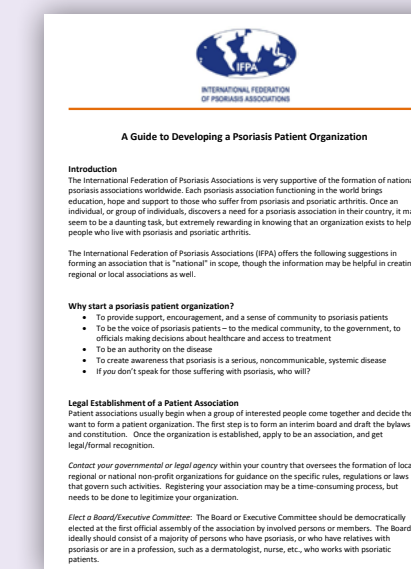 IFPA
INTERNATIONAL FEDERATION
OF PSORIASIS ASSOCIATIONS
A Guide to Developing a Psoriasis Patient Organization
Introduction
The International Federation of Psoriasis Associations is very supportive of the formation of
psoriasis associations worldwide. Each psoriasis association functioning in the world brings
education, hope and support to those who suffer from psoriasis and psoriatic arthritis. Once an
individual, or group of individuals, discovers a need for a psoriasis association in their country, it
seem to be a daunting task, but extremely rewarding in knowing that an organization exists to help
people who live with psoriasis and psoriatic arthritis.
The International Federation of Psoriasis Associations (IFPA) offers the following suggestions in
forming an association that is "national" in scope, though the information may be helpful in
regional or local associations as well.
Why start a psoriasis patient organization?
• To provide support, encouragement, and a sense of community to psoriasis patients
• To be the voice of psoriasis patients – to the medical community, to the government, to
officials making decisions about healthcare and access to treatment
• To be an authority on the disease
• To create awareness that psoriasis is a serious, noncommunicable, systemic disease
• If you don't speak for those suffering with psoriasis, who will?
Legal Establishment of a Patient Association
Patient associations usually begin when a group of interested people come together and decide
want to form a patient organization. The first step is to form an interim board and draft the bylaws
and constitution. Once the organization is established, apply to be an association, and get
legal/formal recognition.
Contact your governmental or legal agency within your country that oversees the formation of
regional or national non-profit organizations for guidance on the specific rules, regulations or laws
that govern such activities. Registering your association may be a time-consuming process, but
needs to be done to legitimize your organization.
Elect a Board/Executive Committee: The Board or Executive Committee should be democratically
elected at the first official assembly of the association by involved persons or members. The Board
ideally should consist of a majority of persons who have psoriasis, or who have relatives with
psoriasis or are in a profession, such as a dermatologist, nurse, etc., who works with psoriatic
patients.